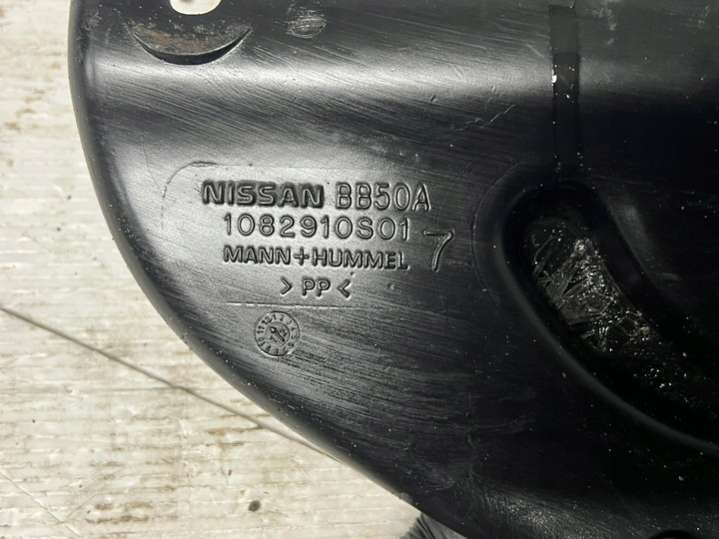 NISSAN BB50A
1082910S01 7
MANN+HUMMEL
>PP<